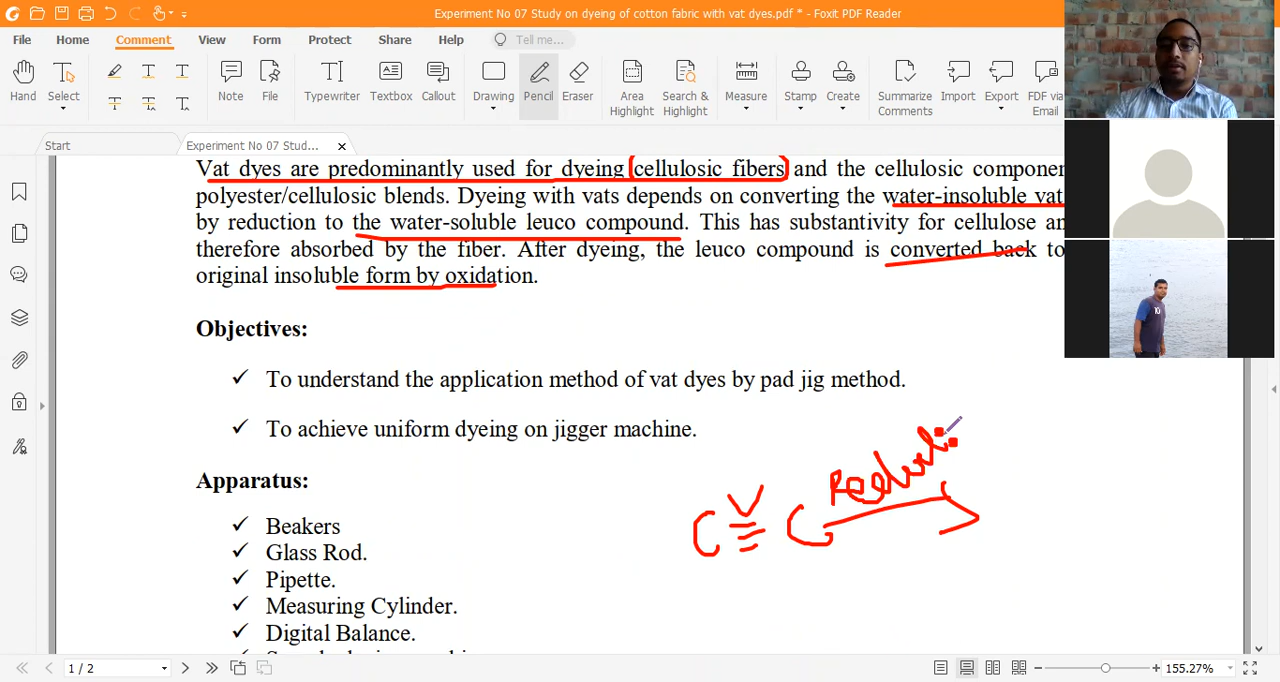 Experiment No 07 Study on dyeing of cotton fabric with vat dyes.pdf * - Foxit PDF Reader
File Home Comment View Form Protect Share Help Tell me...
Hand Select Note File Typewriter Textbox Callout Drawing Pencil Eraser Area Highlight Search & Highlight Measure Stamp Create Summarize Comments Import Export PDF via Email
Start Experiment No 07 Study...
Vat dyes are predominantly used for dyeing cellulosic fibers and the cellulosic component
polyester/cellulosic blends. Dyeing with vats depends on converting the water-insoluble vat
by reduction to the water-soluble leuco compound. This has substantivity for cellulose an
therefore absorbed by the fiber. After dyeing, the leuco compound is converted back to
original insoluble form by oxidation.
Objectives:
To understand the application method of vat dyes by pad jig method.
To achieve uniform dyeing on jigger machine.
Apparatus:
Beakers
Glass Rod.
Pipette.
Measuring Cylinder.
Digital Balance.
10
1 / 2
155.27%